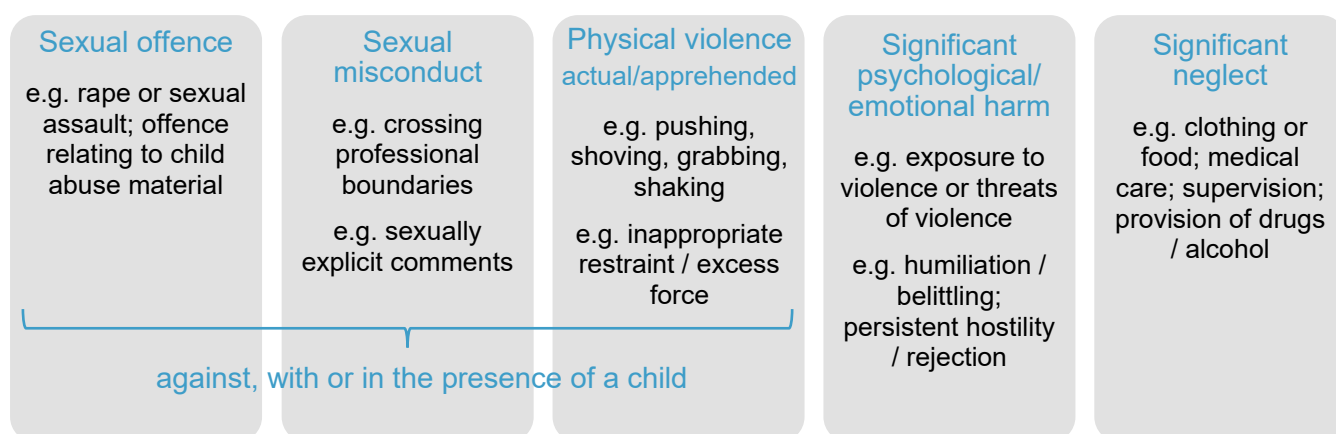 Sexual offence
e.g. rape or sexual
assault; offence
relating to child
abuse material
Sexual
misconduct
e.g. crossing
professional
boundaries
e.g. sexually
explicit comments
Physical violence
actual/apprehended
e.g. pushing,
shoving, grabbing,
shaking
e.g. inappropriate
restraint / excess
force
against, with or in the presence of a child
Significant
psychological/
emotional harm
e.g. exposure to
violence or threats
of violence
e.g. humiliation /
belittling;
persistent hostility
/ rejection
Significant
neglect
e.g. clothing or
food; medical
care; supervision;
provision of drugs
/ alcohol